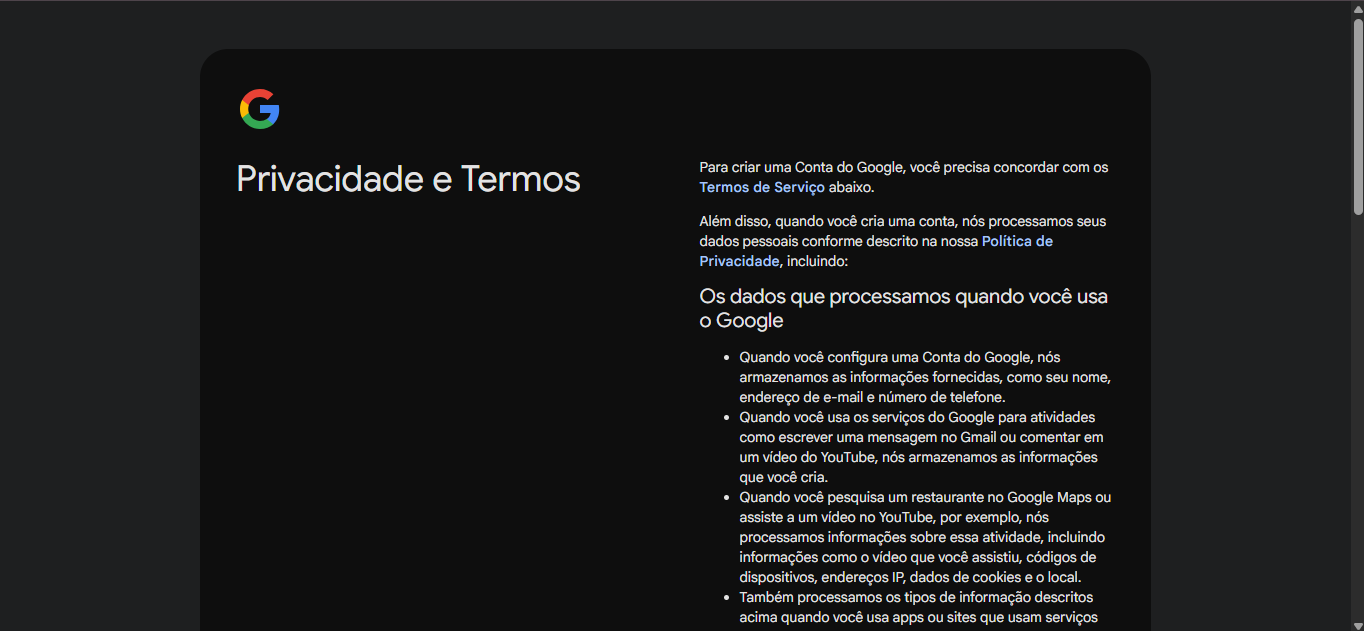 Privacidade e Termos
Para criar uma Conta do Google, você precisa concordar com os
Termos de Serviço abaixo.
Além disso, quando você cria uma conta, nós processamos seus
dados pessoais conforme descrito na nossa Política de
Privacidade, incluindo:
Os dados que processamos quando você usa
o Google
• Quando você configura uma Conta do Google, nós
armazenamos as informações fornecidas, como seu nome,
endereço de e-mail e número de telefone.
• Quando você usa os serviços do Google para atividades
como escrever uma mensagem no Gmail ou comentar em
um vídeo do YouTube, nós armazenamos as informações
que você cria.
• Quando você pesquisa um restaurante no Google Maps ou
assiste a um vídeo no YouTube, por exemplo, nós
processamos informações sobre essa atividade, incluindo
informações como o vídeo que você assistiu, códigos de
dispositivos, endereços IP, dados de cookies e o local.
• Também processamos os tipos de informação descritos
acima quando você usa apps ou sites que usam serviços